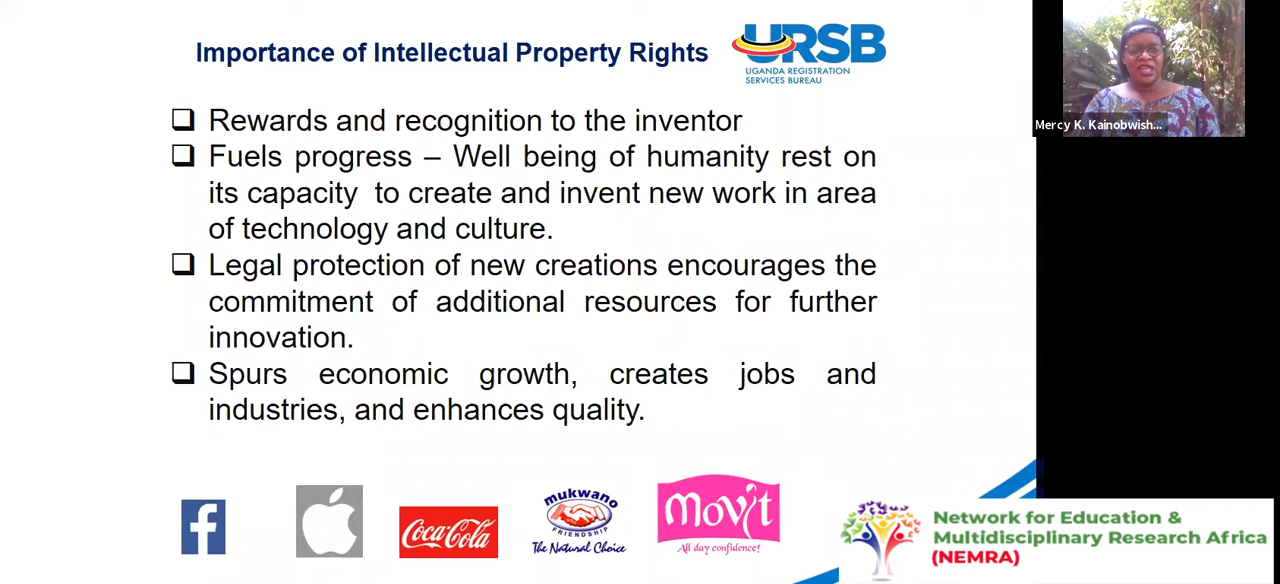 Importance of Intellectual Property Rights
URSB
UGANDA REGISTRATION
SERVICES BUREAU
Rewards and recognition to the inventor
Fuels progress – Well being of humanity rest on
its capacity to create and invent new work in area
of technology and culture.
Legal protection of new creations encourages the
commitment of additional resources for further
innovation.
Spurs economic growth, creates jobs and
industries, and enhances quality.
Mercy K. Kainobwish...
f
Coca-Cola
mukwano
FRIENDSHIP
The Natural Choice
Movit
All day confidence!
Network for Education &
Multidisciplinary Research Africa
(NEMRA)